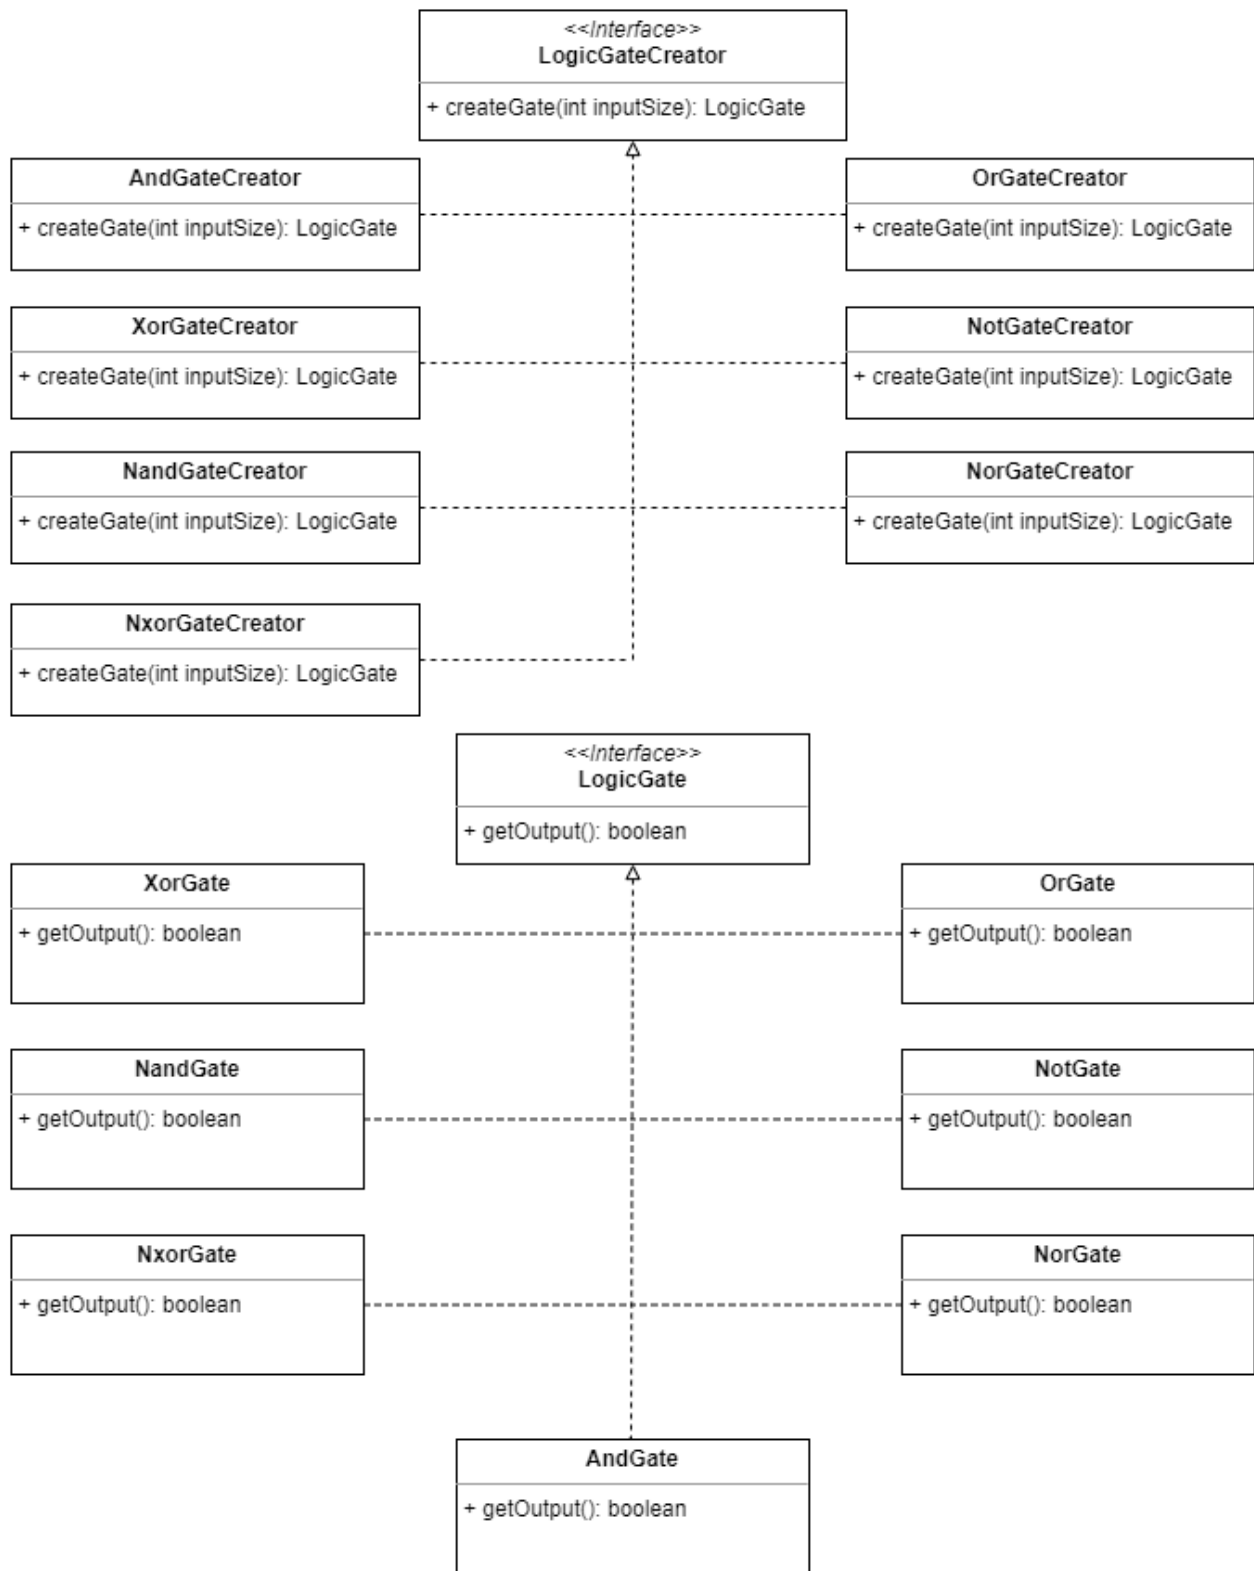 <<Interface>>
LogicGateCreator
+ createGate(int inputSize): LogicGate
AndGateCreator
+ createGate(int inputSize): LogicGate
OrGateCreator
+ createGate(int inputSize): LogicGate
XorGateCreator
+ createGate(int inputSize): LogicGate
NotGateCreator
+ createGate(int inputSize): LogicGate
NandGateCreator
+ createGate(int inputSize): LogicGate
NorGateCreator
+ createGate(int inputSize): LogicGate
NxorGateCreator
+ createGate(int inputSize): LogicGate
<<Interface>>
LogicGate
+ getOutput(): boolean
XorGate
+ getOutput(): boolean
OrGate
+ getOutput(): boolean
NandGate
+ getOutput(): boolean
NotGate
+ getOutput(): boolean
NxorGate
+ getOutput(): boolean
NorGate
+ getOutput(): boolean
AndGate
+ getOutput(): boolean